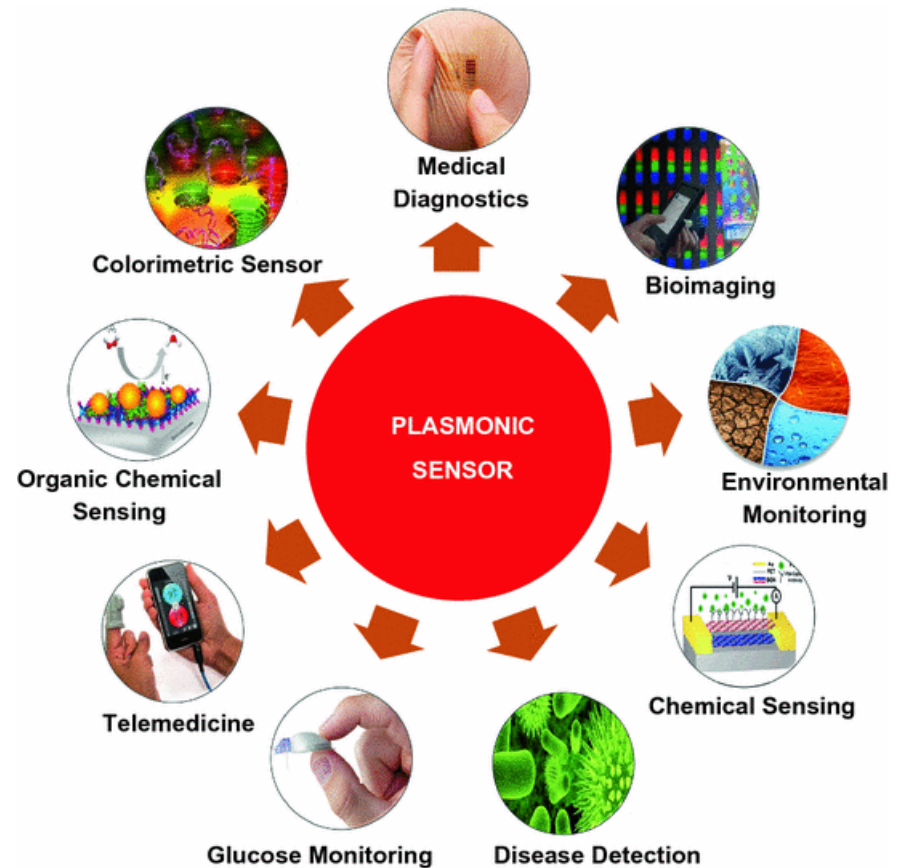 Medical
Diagnostics
Bioimaging
Environmental
Monitoring
Chemical Sensing
Disease Detection
Glucose Monitoring
Telemedicine
Organic Chemical
Sensing
Colorimetric Sensor
PLASMONIC
SENSOR